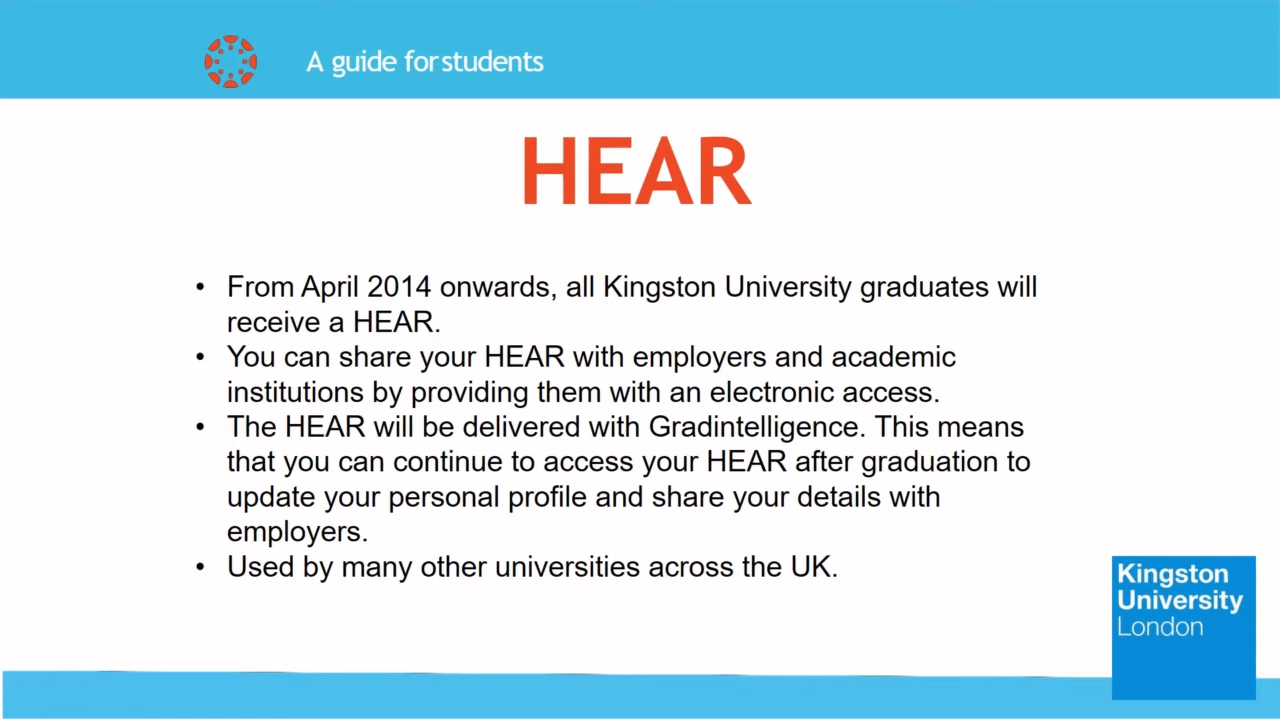 A guide for students
HEAR
• From April 2014 onwards, all Kingston University graduates will
receive a HEAR.
• You can share your HEAR with employers and academic
institutions by providing them with an electronic access.
• The HEAR will be delivered with Gradintelligence. This means
that you can continue to access your HEAR after graduation to
update your personal profile and share your details with
employers.
• Used by many other universities across the UK.
Kingston
University
London